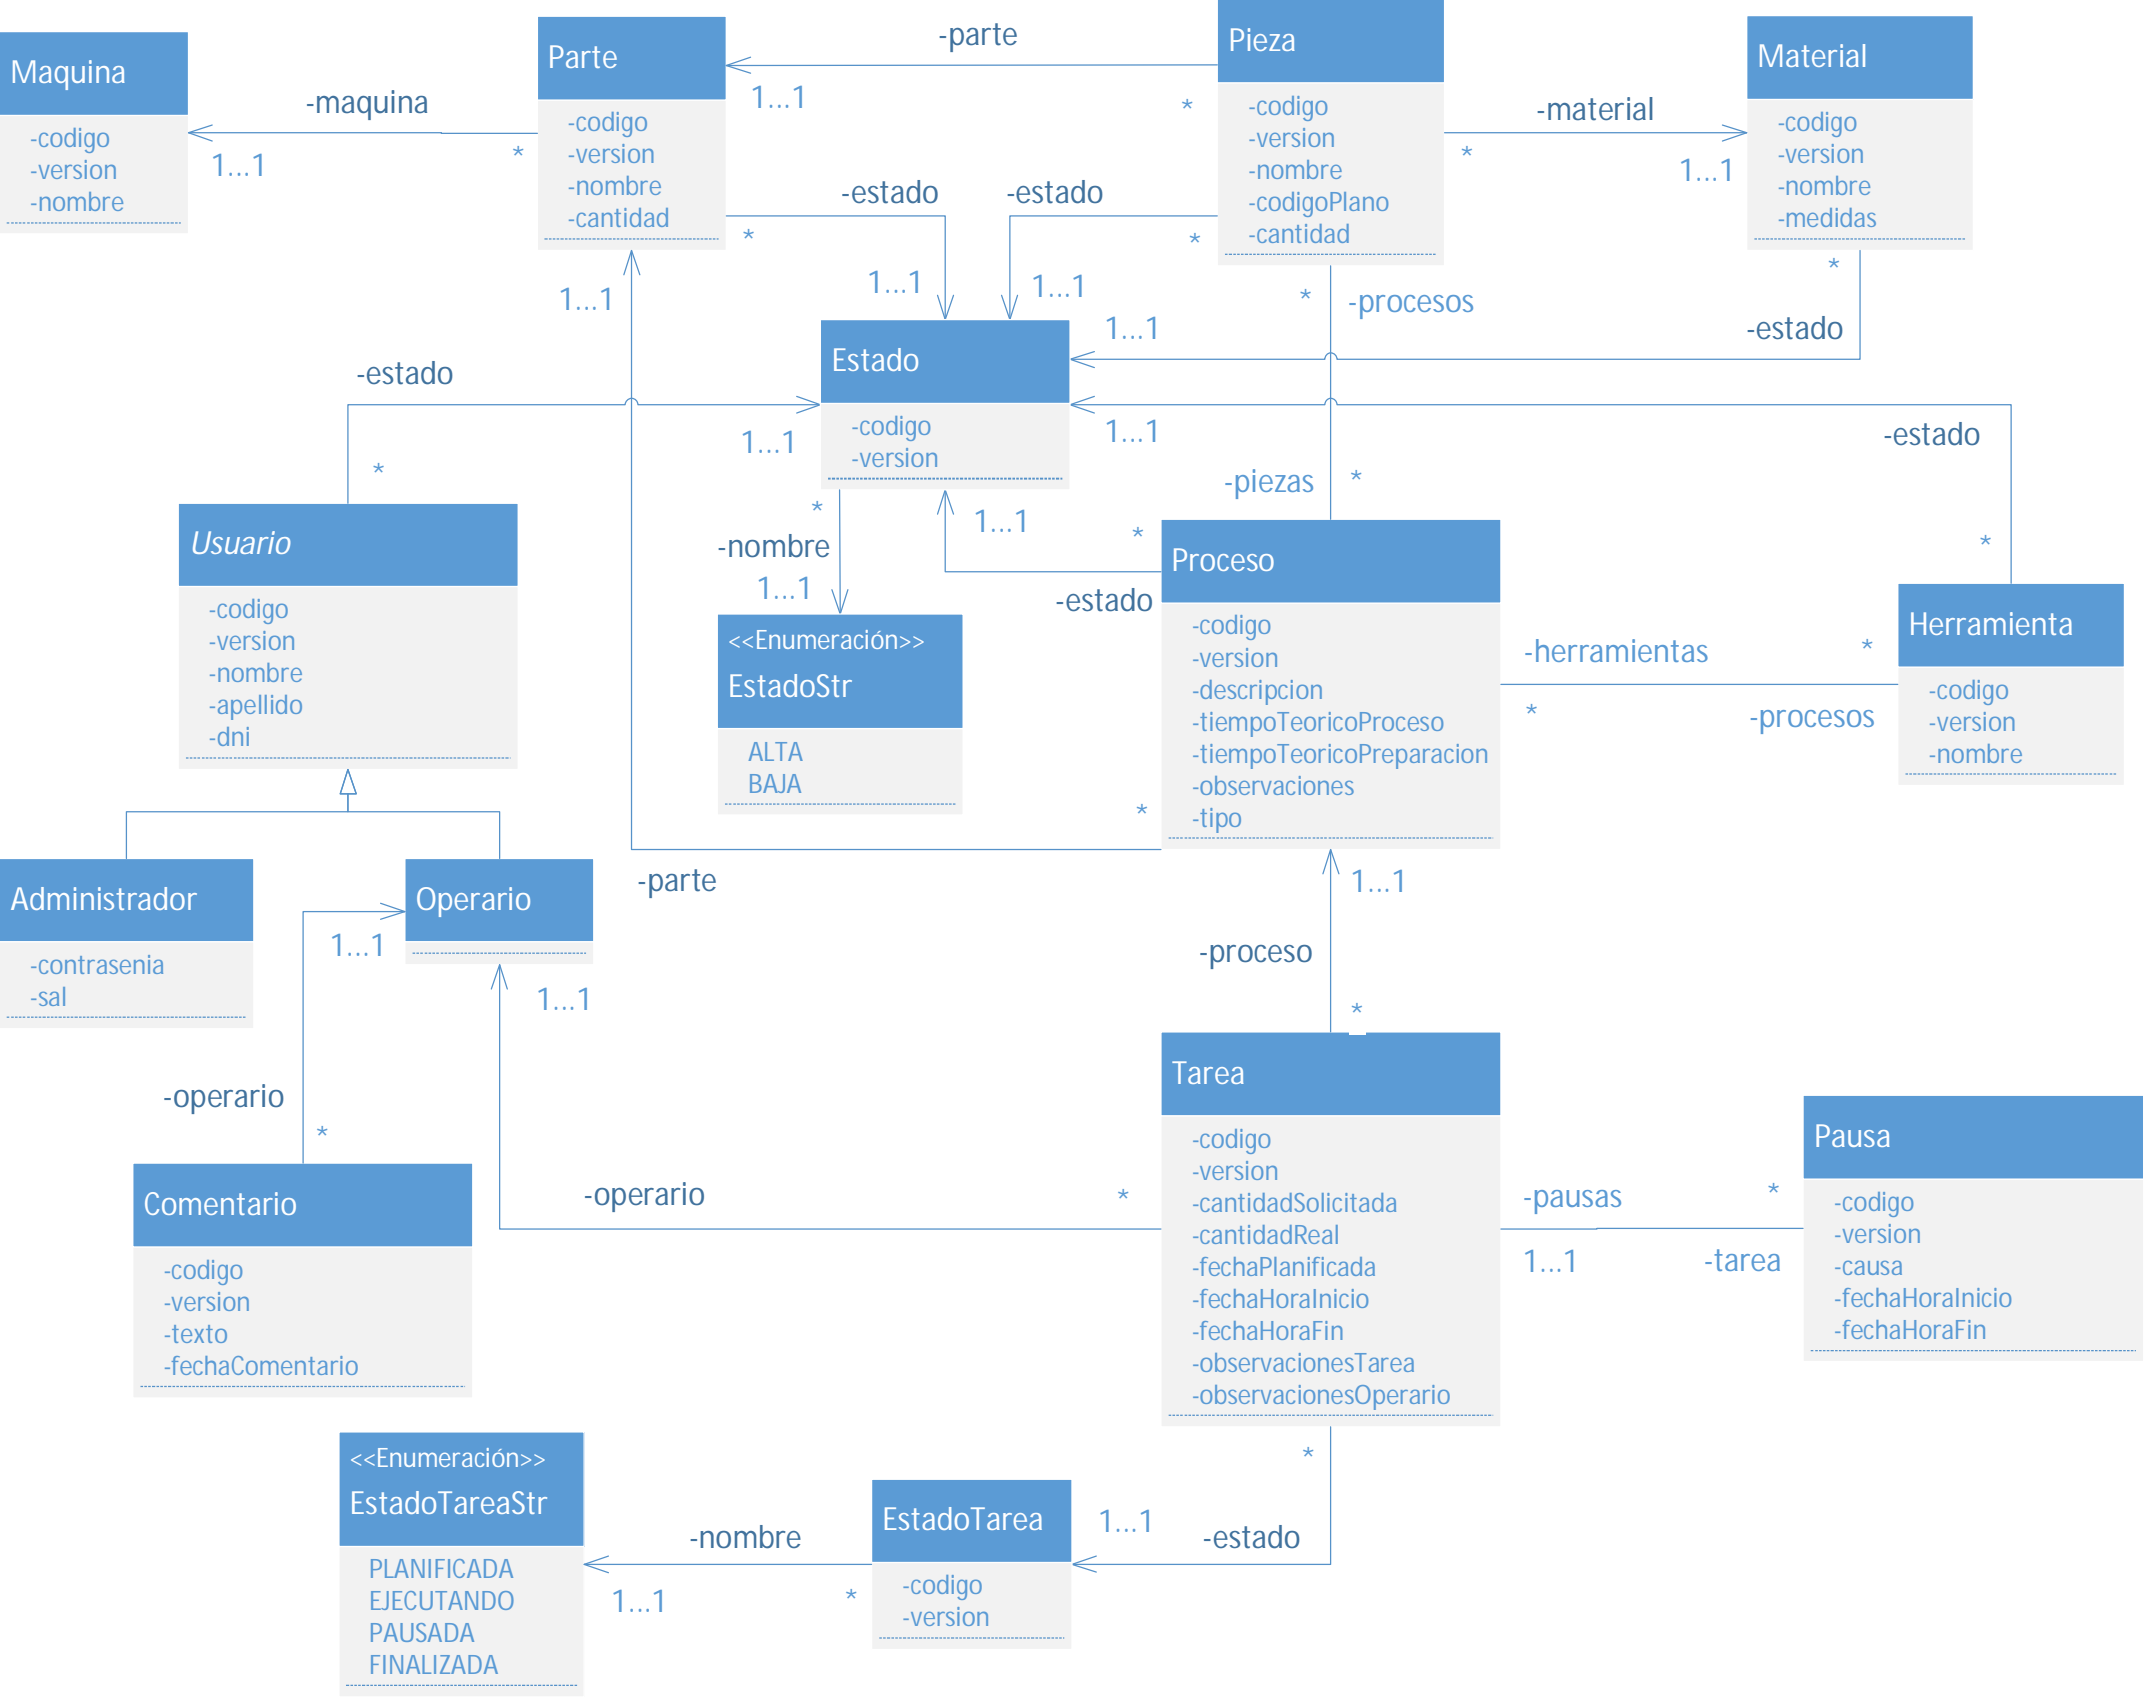 Maquina
-codigo
-version
-nombre
-maquina
1...1
*
Parte
-codigo
-version
-nombre
-cantidad
-parte
1...1
*
Pieza
-codigo
-version
-nombre
-codigoPlano
-cantidad
-material
*
1...1
Material
-codigo
-version
-nombre
-medidas
-estado
*
1...1
-estado
*
1...1
1...1
*
-procesos
*
-estado
1...1
Estado
-codigo
-version
-estado
1...1
*
1...1
-estado
*
-piezas
*
*
-nombre
1...1
1...1
*
-estado
Usuario
-codigo
-version
-nombre
-apellido
-dni
<<Enumeración>>
EstadoStr
ALTA
BAJA
Proceso
-codigo
-version
-descripcion
-tiempoTeoricoProceso
-tiempoTeoricoPreparacion
-observaciones
-tipo
-herramientas
*
*
-procesos
Herramienta
-codigo
-version
-nombre
*
-parte
Administrador
-contrasenia
-sal
Operario
1...1
1...1
1...1
-proceso
*
-operario
*
Comentario
-codigo
-version
-texto
-fechaComentario
-operario
*
Tarea
-codigo
-version
-cantidadSolicitada
-cantidadReal
-fechaPlanificada
-fechaHoraInicio
-fechaHoraFin
-observacionesTarea
-observacionesOperario
-pausas
*
1...1
-tarea
Pausa
-codigo
-version
-causa
-fechaHoraInicio
-fechaHoraFin
<<Enumeración>>
EstadoTareaStr
PLANIFICADA
EJECUTANDO
PAUSADA
FINALIZADA
-nombre
1...1
*
EstadoTarea
-codigo
-version
*
1...1
-estado